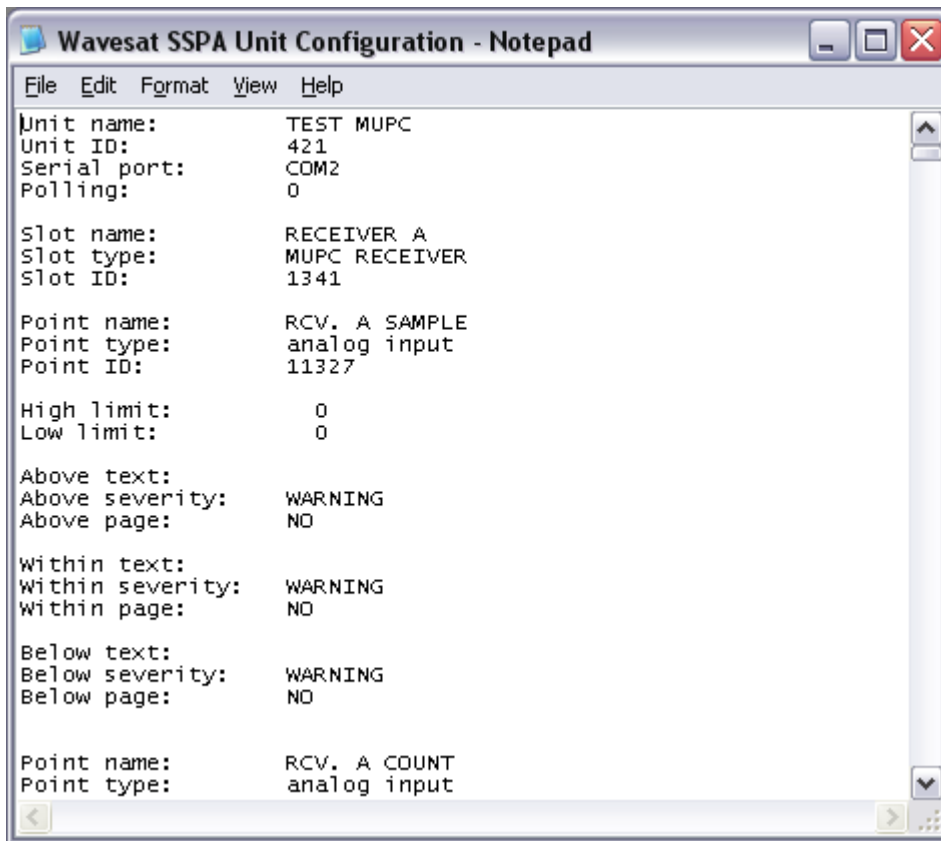 Wavesat SSPA Unit Configuration - Notepad
File Edit Format View Help
Unit name: TEST MUPC
Unit ID: 421
Serial port: COM2
Polling: 0
Slot name: RECEIVER A
Slot type: MUPC RECEIVER
Slot ID: 1341
Point name: RCV. A SAMPLE
Point type: analog input
Point ID: 11327
High limit: 0
Low limit: 0
Above text:
Above severity: WARNING
Above page: NO
Within text:
Within severity: WARNING
Within page: NO
Below text:
Below severity: WARNING
Below page: NO
Point name: RCV. A COUNT
Point type: analog input